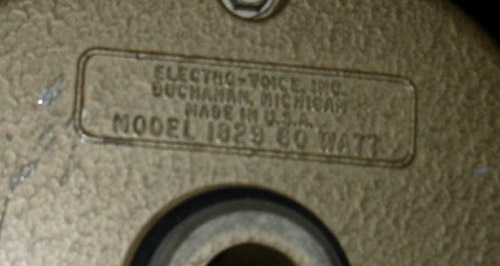 ELECTRO-VOICE, INC.
BUCHANAN, MICHIGAN
MADE IN U.S.A.
MODEL 1829 60 WATT